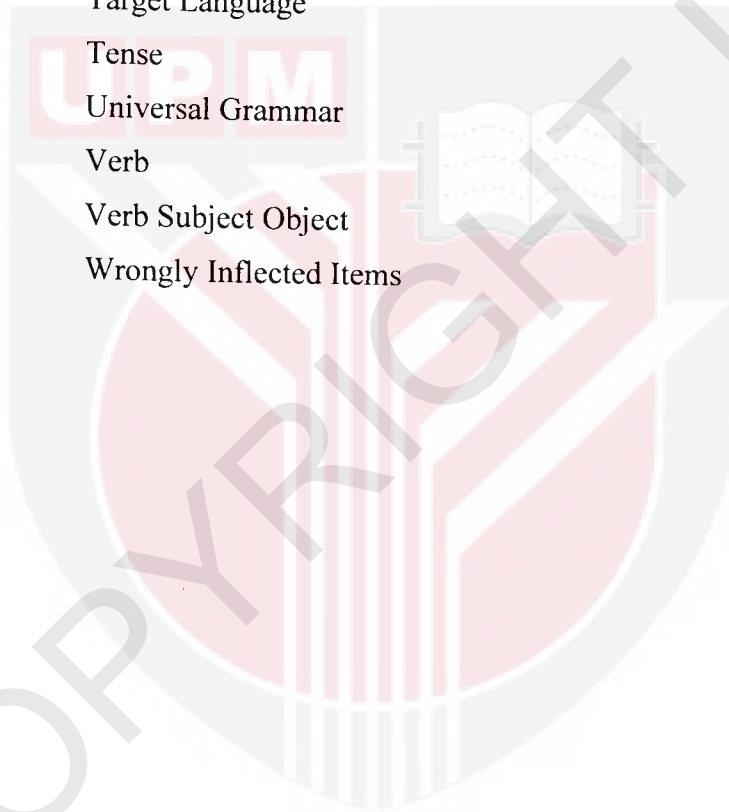 Target Language
Tense
UPM
Universal Grammar
Verb
Verb Subject Object
Wrongly Inflected Items